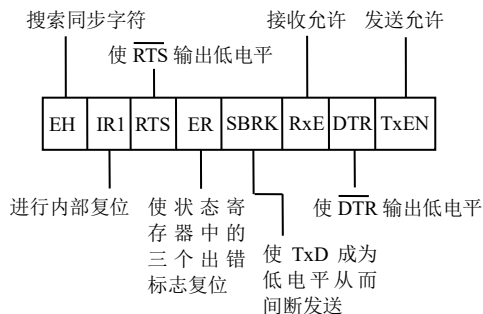 搜索同步字符
接收允许
发送允许
使 RTS 输出低电平
EH IR1 RTS ER SBRK RxE DTR TxEN
进行内部复位
使状态寄
存器中的
三个出错
标志复位
使 TxD 成为
低电平从而
间断发送
使 DTR 输出低电平